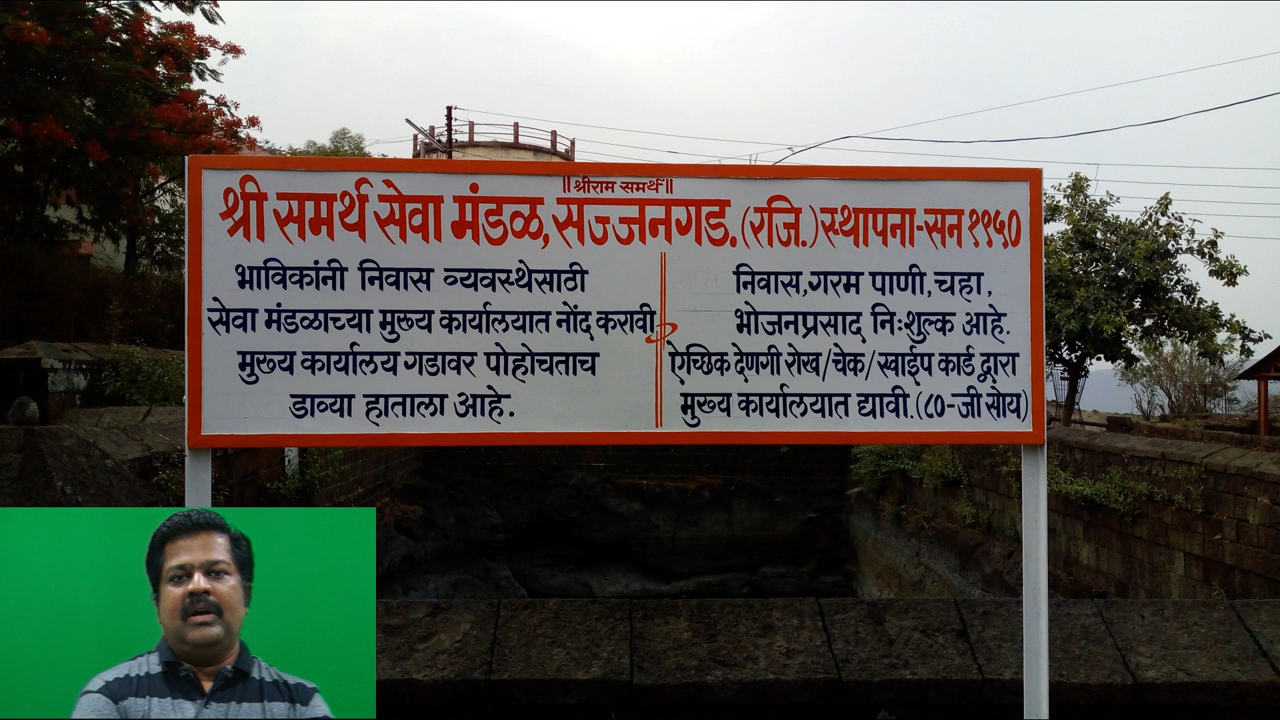 ॥श्रीराम समर्थ॥
श्री समर्थ सेवा मंडळ, सज्जनगड. (रजि.) स्थापना-सन १९५०
भाविकांनी निवास व्यवस्थेसाठी
सेवा मंडळाच्या मुख्य कार्यालयात नोंद करावी
मुख्य कार्यालय गडावर पोहोचताच
डाव्या हाताला आहे.
निवास,गरम पाणी,चहा,
भोजनप्रसाद निःशुल्क आहे.
ऐच्छिक देणगी रोख/चेक/स्वाईप कार्ड द्वारा
मुख्य कार्यालयात द्यावी.(८०-जी सोय)